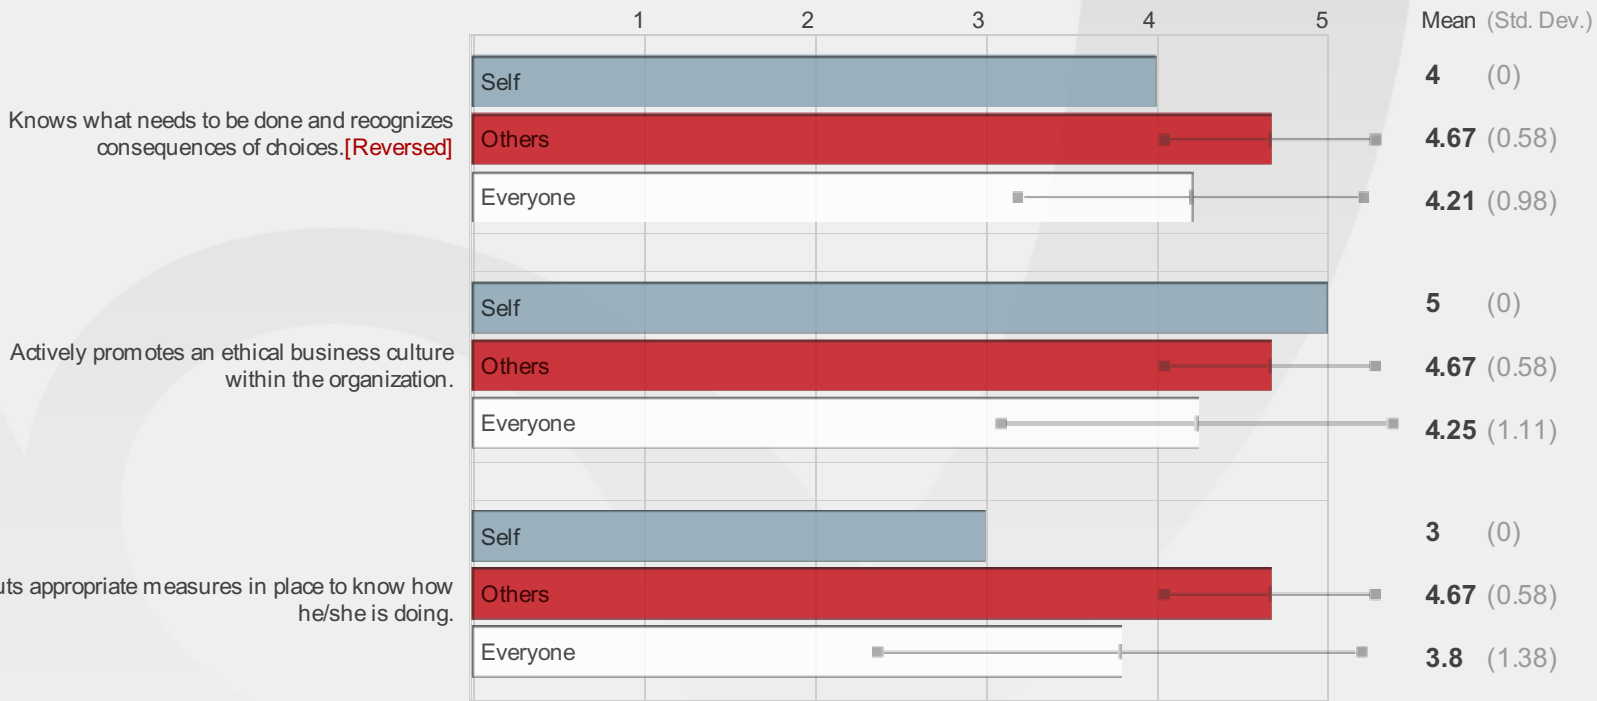 1 2 3 4 5 Mean (Std. Dev.)
Self 4 (0)
Knows what needs to be done and recognizes
consequences of choices.[Reversed]
Others 4.67 (0.58)
Everyone 4.21 (0.98)
Self 5 (0)
Actively promotes an ethical business culture
within the organization.
Others 4.67 (0.58)
Everyone 4.25 (1.11)
Self 3 (0)
uts appropriate measures in place to know how
he/she is doing.
Others 4.67 (0.58)
Everyone 3.8 (1.38)